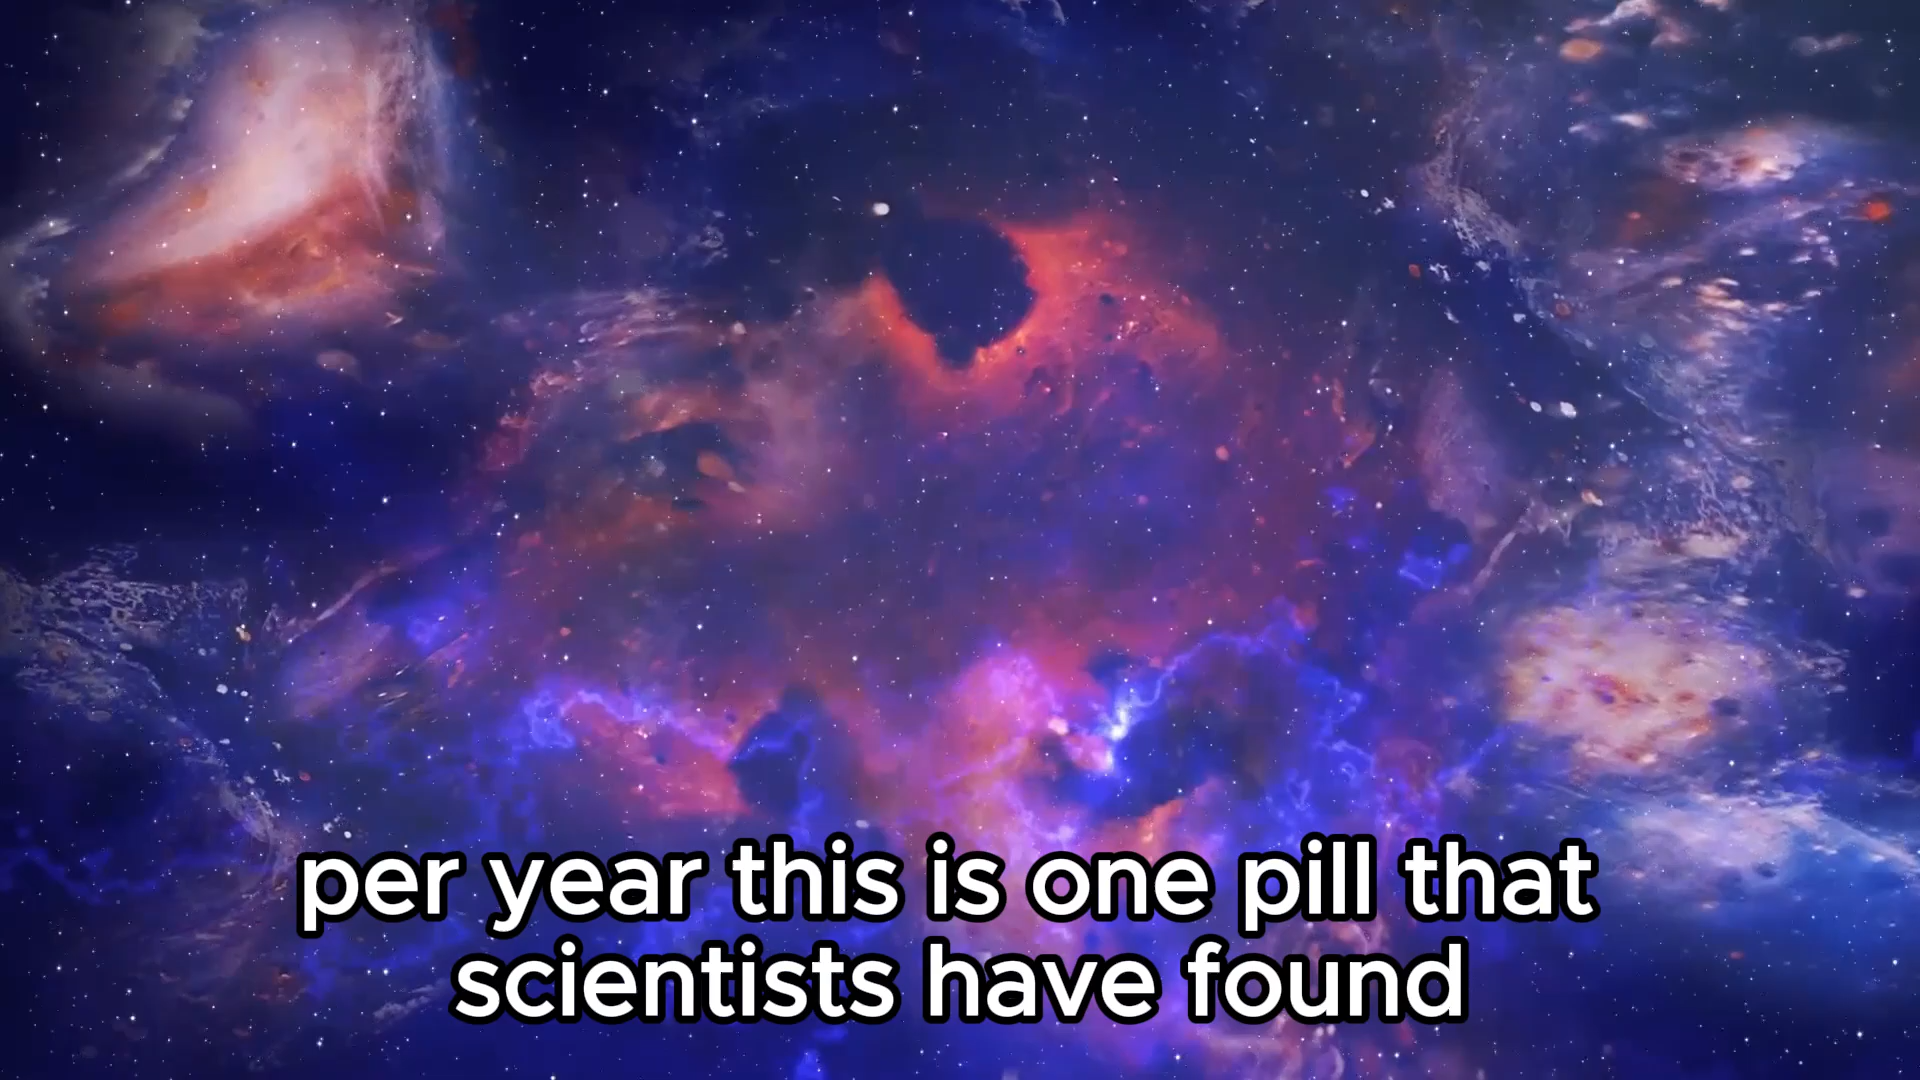 per year this is one pill that
scientists have found